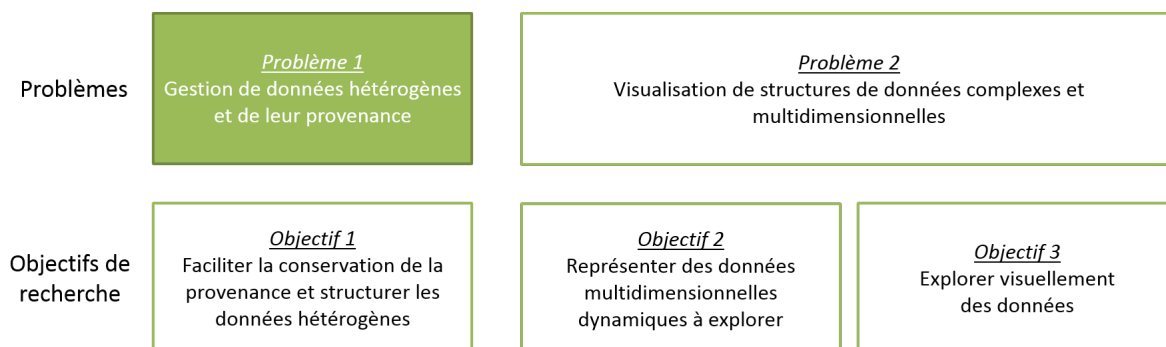 Problèmes
Problème 1
Gestion de données hétérogènes
et de leur provenance
Problème 2
Visualisation de structures de données complexes et
multidimensionnelles
Objectifs de
recherche
Objectif 1
Faciliter la conservation de la
provenance et structurer les
données hétérogènes
Objectif 2
Représenter des données
multidimensionnelles
dynamiques à explorer
Objectif 3
Explorer visuellement
des données